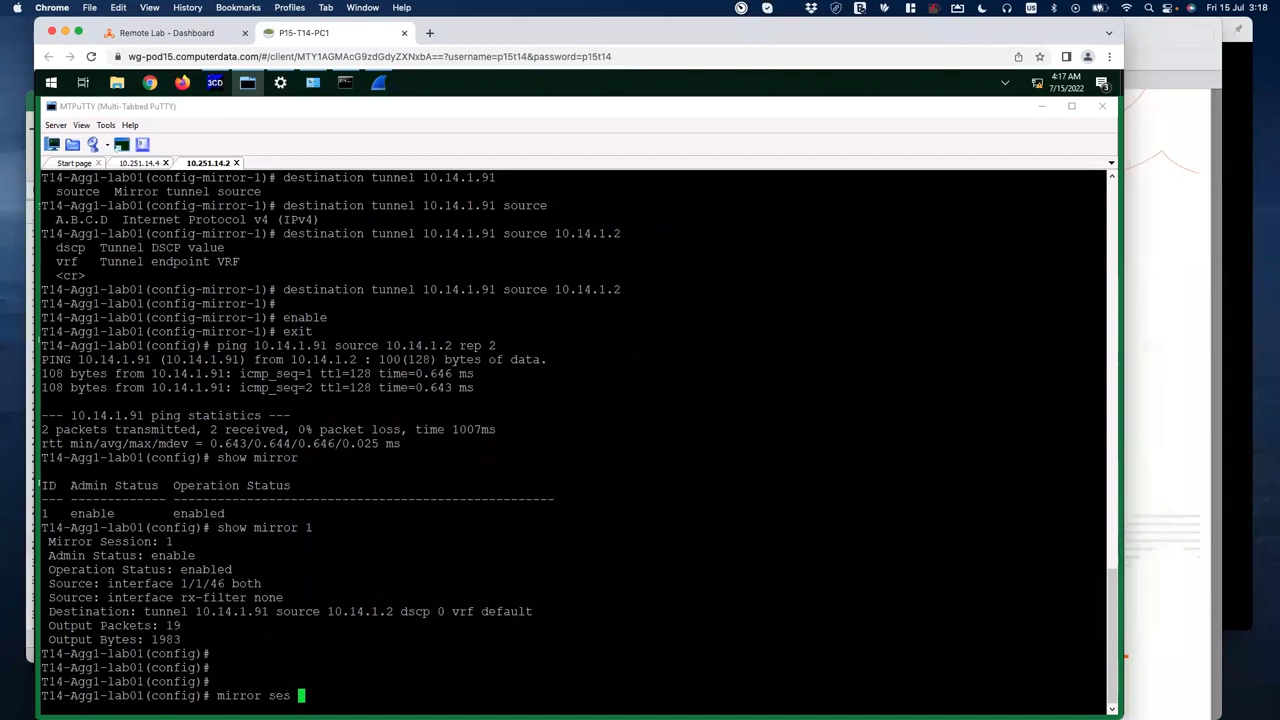 Chrome File Edit View History Bookmarks Profiles Tab Window Help Fri 15 Jul 3:18
Remote Lab - Dashboard P15-T14-PC1
wg-pod15.computerdata.com/#/client/MTY1AGMAcG9zdGdyZXNxbA==?username=p15t14&password=p15t14
3CD 4:17 AM
7/15/2022
3
MTPuTTY (Multi-Tabbed PuTTY)
Server View Tools Help
Start page 10.251.14.4 10.251.14.2
T14-Agg1-lab01(config-mirror-1)# destination tunnel 10.14.1.91
source Mirror tunnel source
T14-Agg1-lab01(config-mirror-1)# destination tunnel 10.14.1.91 source
A.B.C.D Internet Protocol v4 (IPv4)
T14-Agg1-lab01(config-mirror-1)# destination tunnel 10.14.1.91 source 10.14.1.2
dscp Tunnel DSCP value
vrf Tunnel endpoint VRF
<cr>
T14-Agg1-lab01(config-mirror-1)# destination tunnel 10.14.1.91 source 10.14.1.2
T14-Agg1-lab01(config-mirror-1)#
T14-Agg1-lab01(config-mirror-1)# enable
T14-Agg1-lab01(config-mirror-1)# exit
T14-Agg1-lab01(config)# ping 10.14.1.91 source 10.14.1.2 rep 2
PING 10.14.1.91 (10.14.1.91) from 10.14.1.2 : 100(128) bytes of data.
108 bytes from 10.14.1.91: icmp_seq=1 ttl=128 time=0.646 ms
108 bytes from 10.14.1.91: icmp_seq=2 ttl=128 time=0.643 ms
--- 10.14.1.91 ping statistics ---
2 packets transmitted, 2 received, 0% packet loss, time 1007ms
rtt min/avg/max/mdev = 0.643/0.644/0.646/0.025 ms
T14-Agg1-lab01(config)# show mirror
ID Admin Status Operation Status
--- ------------- ----------------------------------------------------
1 enable enabled
T14-Agg1-lab01(config)# show mirror 1
Mirror Session: 1
Admin Status: enable
Operation Status: enabled
Source: interface 1/1/46 both
Source: interface rx-filter none
Destination: tunnel 10.14.1.91 source 10.14.1.2 dscp 0 vrf default
Output Packets: 19
Output Bytes: 1983
T14-Agg1-lab01(config)#
T14-Agg1-lab01(config)#
T14-Agg1-lab01(config)#
T14-Agg1-lab01(config)# mirror ses